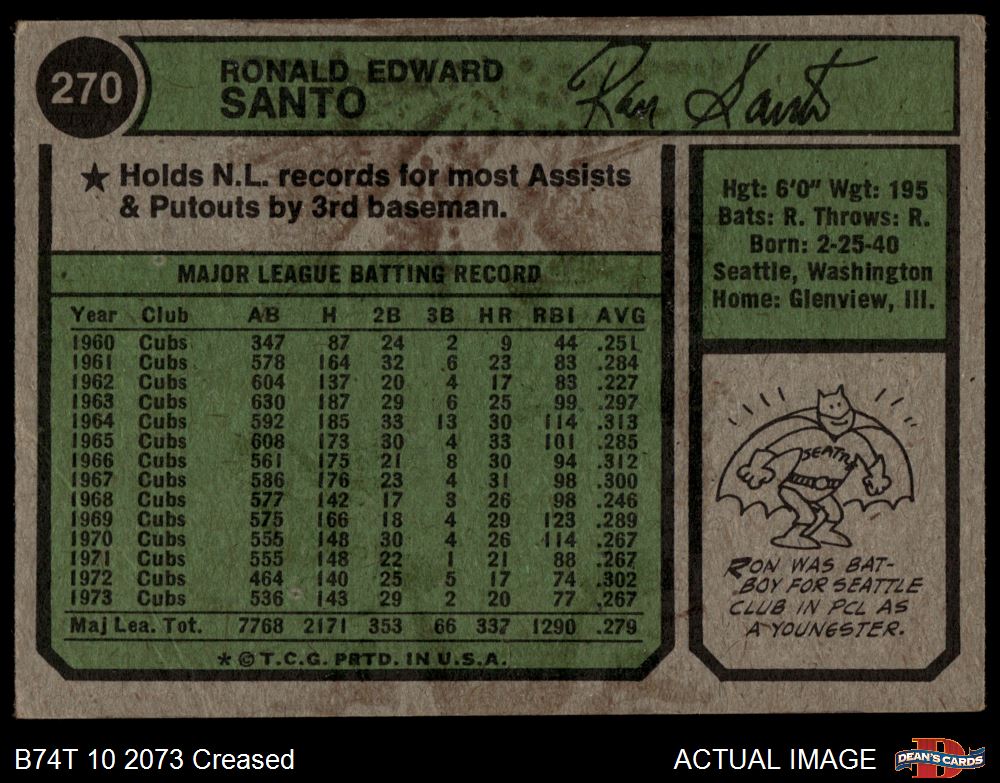 270
RONALD EDWARD
SANTO
Ron Santo
★ Holds N.L. records for most Assists
& Putouts by 3rd baseman.
MAJOR LEAGUE BATTING RECORD
Year Club AB H 2B 3B HR RBI AVG
1960 Cubs 347 87 24 2 9 44 .251
1961 Cubs 578 164 32 6 23 83 .284
1962 Cubs 604 137 20 4 17 83 .227
1963 Cubs 630 187 29 6 25 99 .297
1964 Cubs 592 185 33 13 30 114 .313
1965 Cubs 608 173 30 4 33 101 .285
1966 Cubs 561 175 21 8 30 94 .312
1967 Cubs 586 176 23 4 31 98 .300
1968 Cubs 577 142 17 3 26 98 .246
1969 Cubs 575 166 18 4 29 123 .289
1970 Cubs 555 148 30 4 26 114 .267
1971 Cubs 555 148 22 1 21 88 .267
1972 Cubs 464 140 25 5 17 74 .302
1973 Cubs 536 143 29 2 20 77 .267
Maj Lea. Tot. 7768 2171 353 66 337 1290 .279
* © T.C.G. PRTD. IN U.S.A.
Hgt: 6'0" Wgt: 195
Bats: R. Throws: R.
Born: 2-25-40
Seattle, Washington
Home: Glenview, Ill.
RON WAS BAT-
BOY FOR SEATTLE
CLUB IN PCL AS
A YOUNGSTER.
B74T 10 2073 Creased
ACTUAL IMAGE
D
DEAN'S CARDS